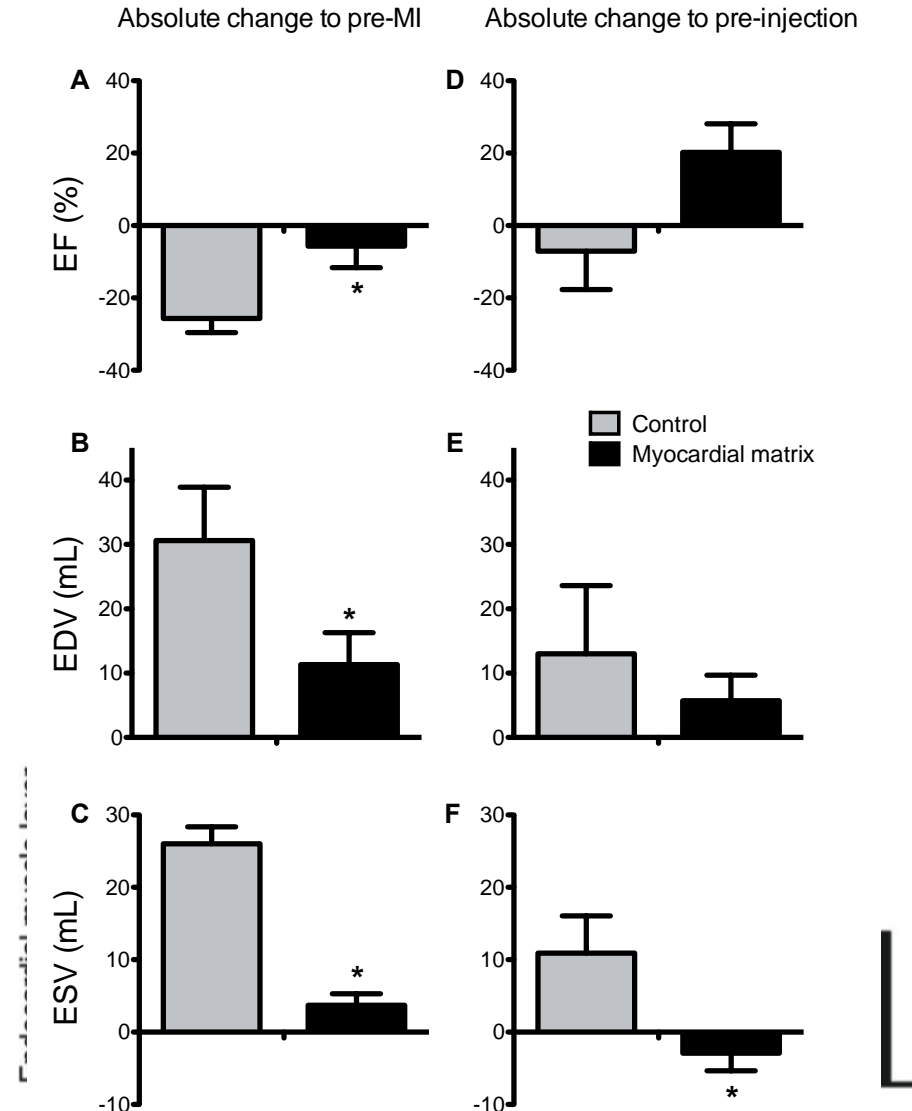 Absolute change to pre-MI
Absolute change to pre-injection
A
40
20
0
-20
-40
EF (%)
*
D
40
20
0
-20
-40
Control
Myocardial matrix
B
40
30
20
10
0
EDV (mL)
*
E
40
30
20
10
0
C
30
20
10
0
-10
ESV (mL)
*
F
30
20
10
0
-10
*